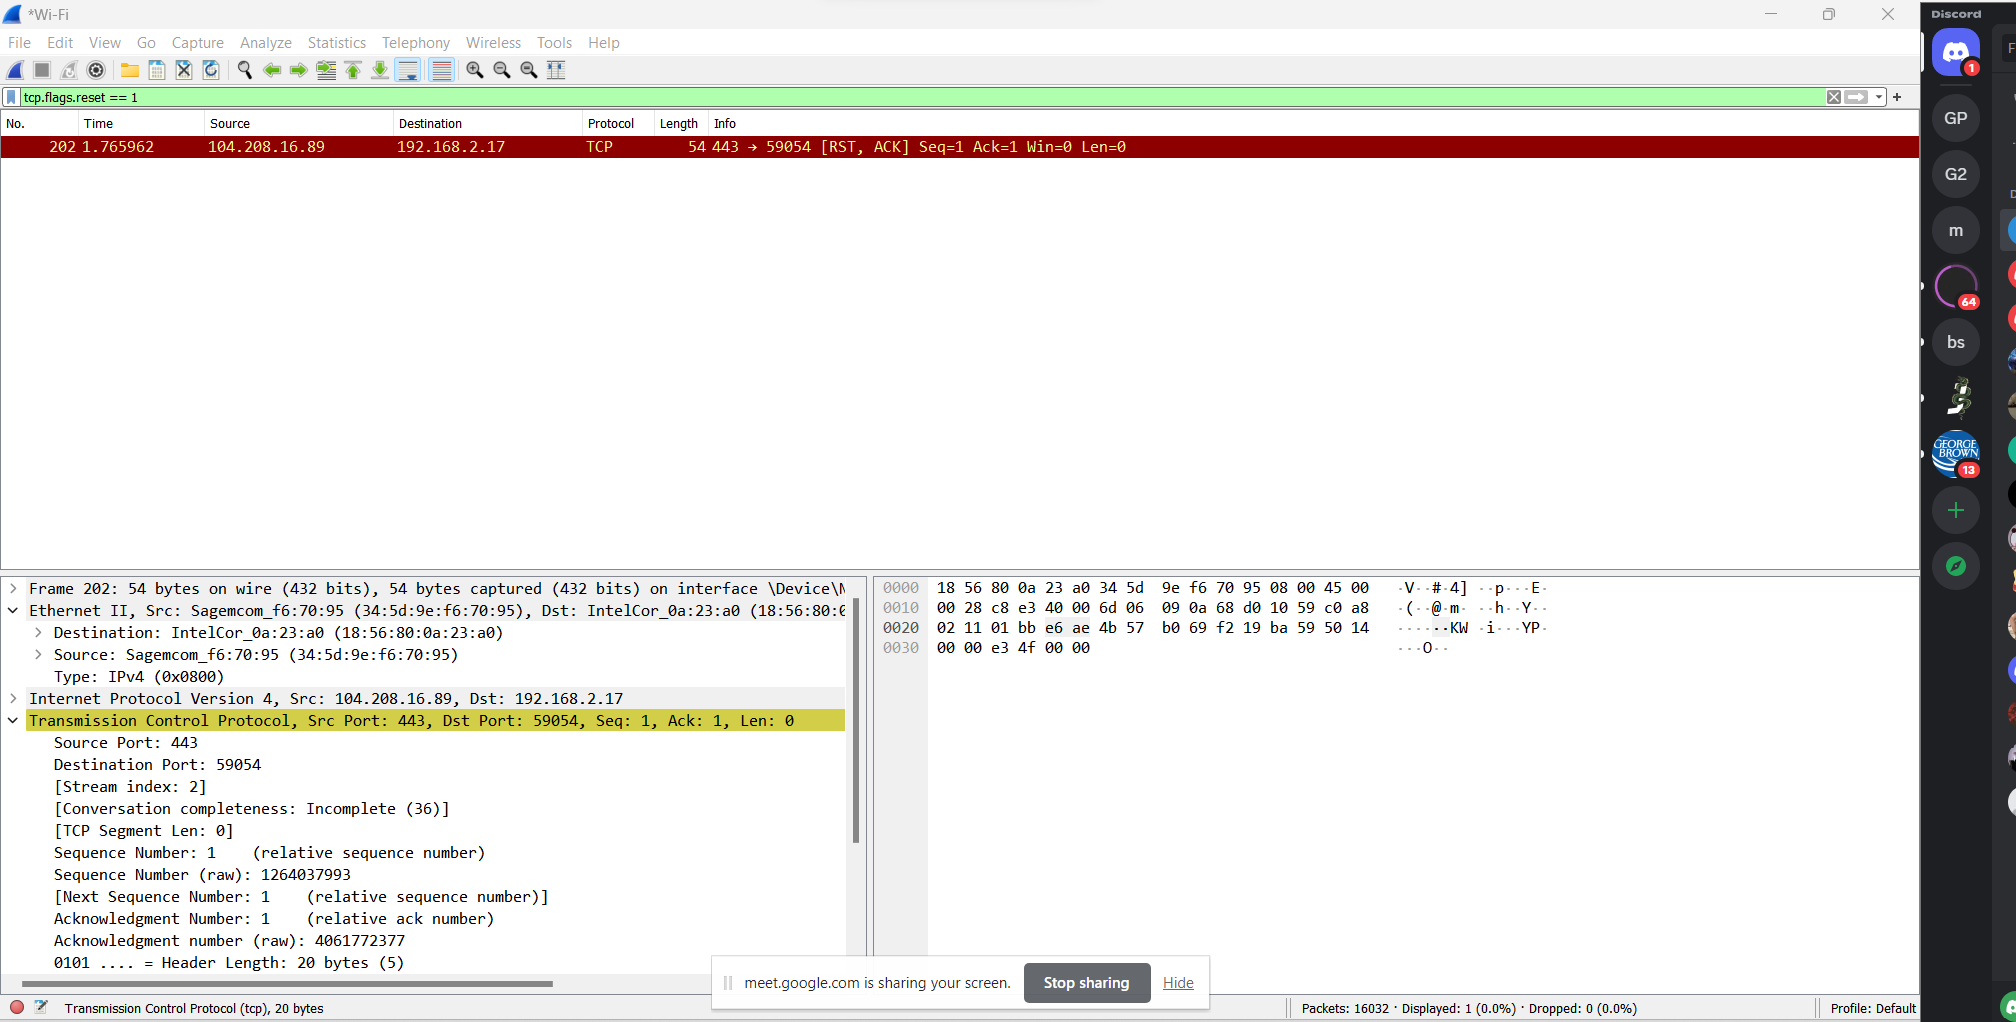 *Wi-Fi
File Edit View Go Capture Analyze Statistics Telephony Wireless Tools Help
tcp.flags.reset == 1
No. Time Source Destination Protocol Length Info
202 1.765962 104.208.16.89 192.168.2.17 TCP 54 443 → 59054 [RST, ACK] Seq=1 Ack=1 Win=0 Len=0
Frame 202: 54 bytes on wire (432 bits), 54 bytes captured (432 bits) on interface \Device\N
Ethernet II, Src: Sagemcom_f6:70:95 (34:5d:9e:f6:70:95), Dst: IntelCor_0a:23:a0 (18:56:80:0
Destination: IntelCor_0a:23:a0 (18:56:80:0a:23:a0)
Source: Sagemcom_f6:70:95 (34:5d:9e:f6:70:95)
Type: IPv4 (0x0800)
Internet Protocol Version 4, Src: 104.208.16.89, Dst: 192.168.2.17
Transmission Control Protocol, Src Port: 443, Dst Port: 59054, Seq: 1, Ack: 1, Len: 0
Source Port: 443
Destination Port: 59054
[Stream index: 2]
[Conversation completeness: Incomplete (36)]
[TCP Segment Len: 0]
Sequence Number: 1 (relative sequence number)
Sequence Number (raw): 1264037993
[Next Sequence Number: 1 (relative sequence number)]
Acknowledgment Number: 1 (relative ack number)
Acknowledgment number (raw): 4061772377
0101 .... = Header Length: 20 bytes (5)
0000 18 56 80 0a 23 a0 34 5d 9e f6 70 95 08 00 45 00 ·V··#·4] ··p···E·
0010 00 28 c8 e3 40 00 6d 06 09 0a 68 d0 10 59 c0 a8 ·(··@·m· ··h··Y··
0020 02 11 01 bb e6 ae 4b 57 b0 69 f2 19 ba 59 50 14 ······KW ·i···YP·
0030 00 00 e3 4f 00 00 ···O··
meet.google.com is sharing your screen. Stop sharing Hide
Transmission Control Protocol (tcp), 20 bytes
Packets: 16032 · Displayed: 1 (0.0%) · Dropped: 0 (0.0%)
Profile: Default
Discord
1
GP
G2
m
64
bs
GEORGE
BROWN
13
F